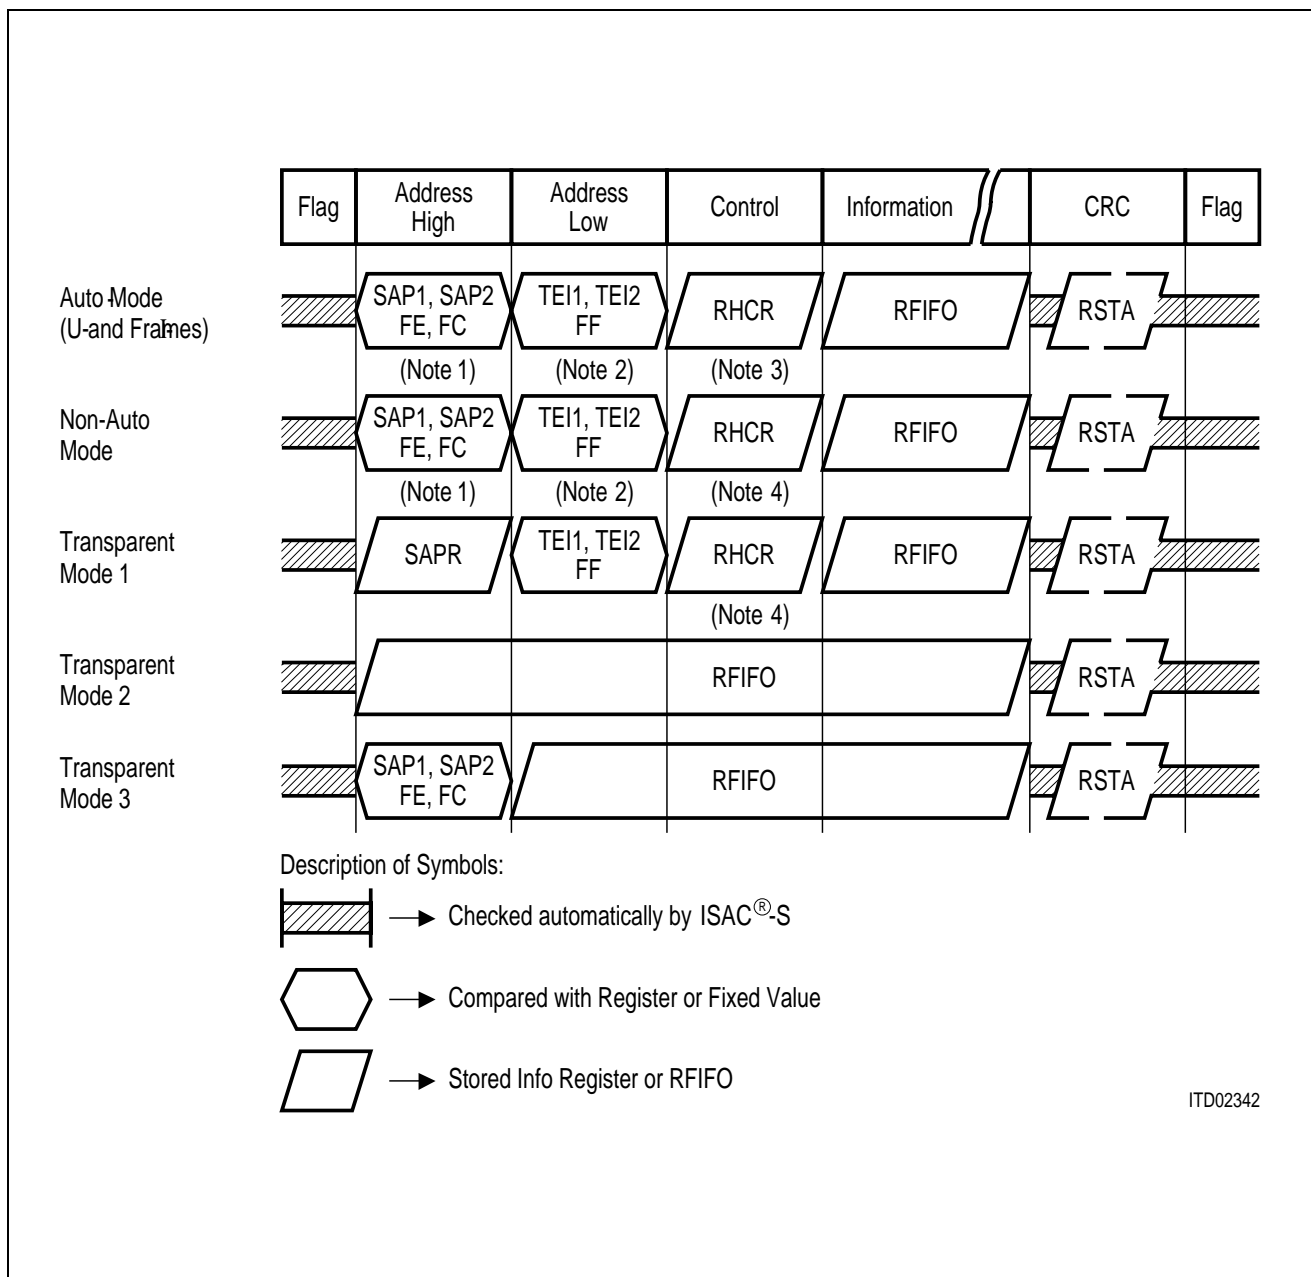 Flag Address High Address Low Control Information CRC Flag
Auto-Mode
(U-and I-Frames)
SAP1, SAP2 TEI1, TEI2 RHCR RFIFO RSTA
FE, FC FF
(Note 1) (Note 2) (Note 3)
Non-Auto
Mode
SAP1, SAP2 TEI1, TEI2 RHCR RFIFO RSTA
FE, FC FF
(Note 1) (Note 2) (Note 4)
Transparent
Mode 1
SAPR TEI1, TEI2 RHCR RFIFO RSTA
FF
(Note 4)
Transparent
Mode 2
RFIFO RSTA
Transparent
Mode 3
SAP1, SAP2 RFIFO RSTA
FE, FC
Description of Symbols:
Checked automatically by ISAC®-S
Compared with Register or Fixed Value
Stored Info Register or RFIFO
ITD02342